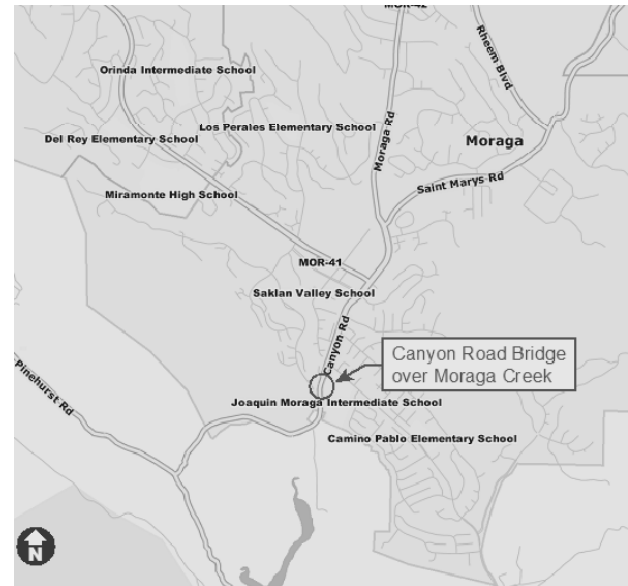 MOR-42
Orinda Intermediate School
Rheem Blvd
Los Perales Elementary School
Moraga Rd
Del Rey Elementary School
Moraga
Saint Marys Rd
Miramonte High School
MOR-41
Saklan Valley School
Canyon Rd
Canyon Road Bridge
over Moraga Creek
Pinehurst Rd
Joaquin Moraga Intermediate School
Camino Pablo Elementary School
N